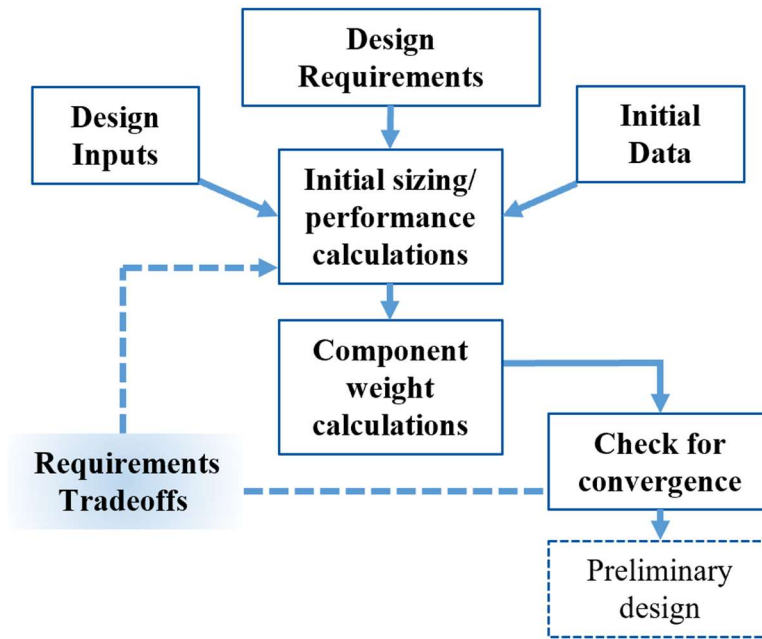 Design
Requirements
Design
Inputs
Initial
Data
Initial sizing/
performance
calculations
Component
weight
calculations
Check for
convergence
Requirements
Tradeoffs
Preliminary
design